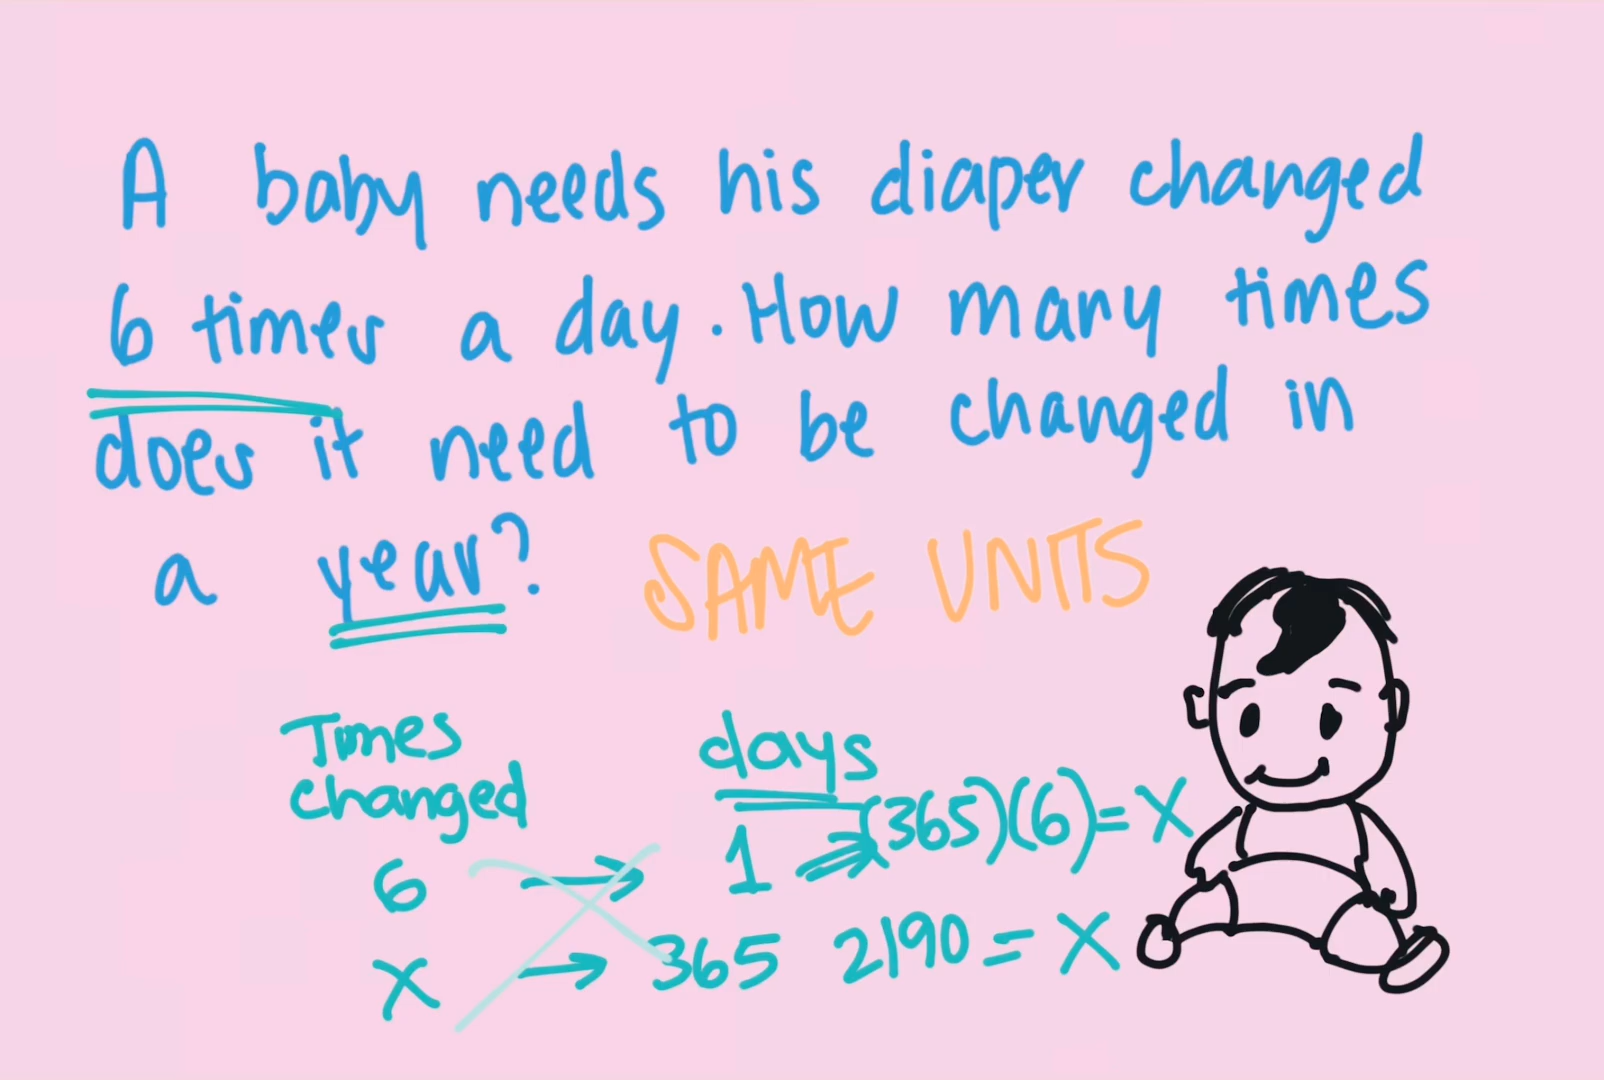 A baby needs his diaper changed
6 times a day. How many times
does it need to be changed in
a year?
SAME UNITS
Times
changed
days
6 → 1 ⇒ (365)(6) = X
X → 365 2190 = X